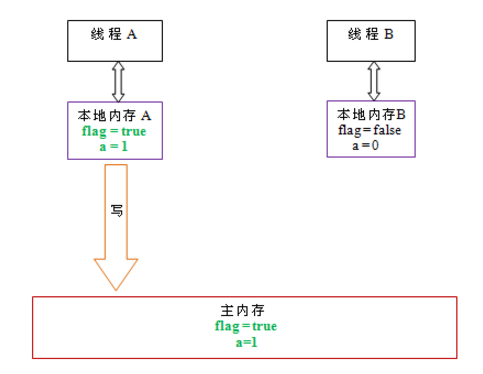 线程 A
线程 B
本地内存 A
flag = true
a = 1
本地内存B
flag=false
a=0
写
主内存
flag=true
a=1